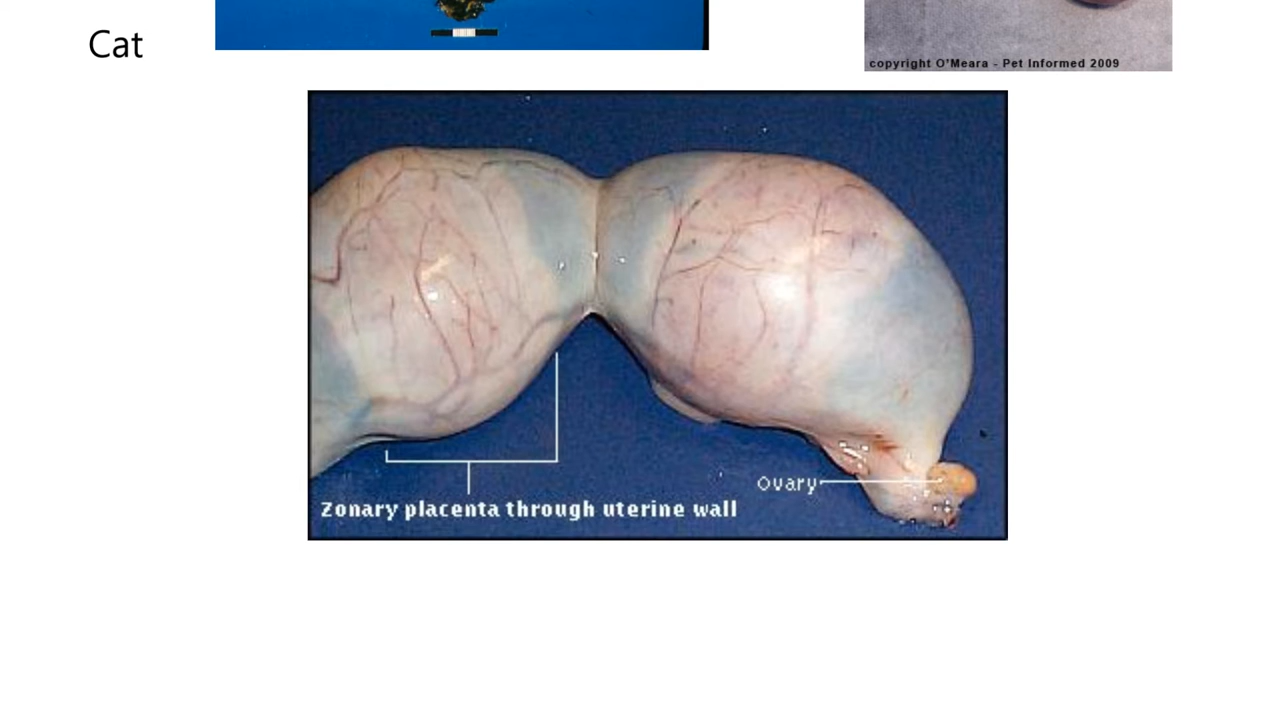 Cat
copyright O'Meara - Pet Informed 2009
Ovary
Zonary placenta through uterine wall